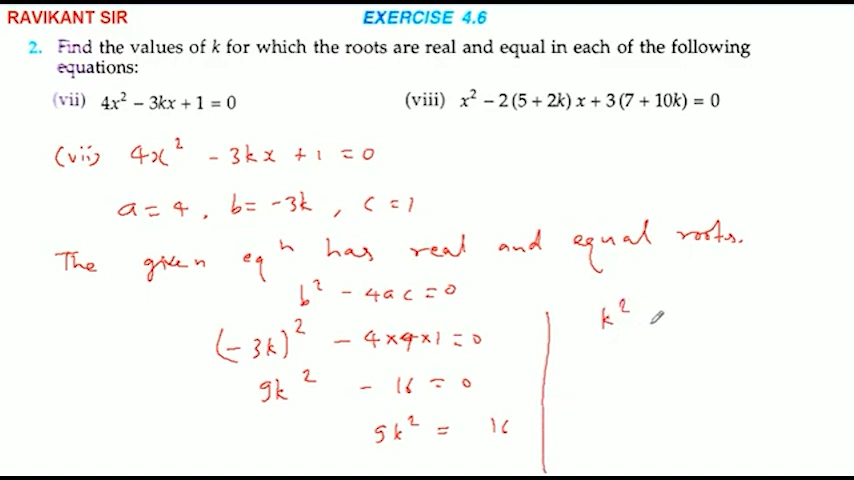 RAVIKANT SIR EXERCISE 4.6
2. Find the values of k for which the roots are real and equal in each of the following
equations:
(vii) 4x² − 3kx + 1 = 0 (viii) x² − 2 (5 + 2k) x + 3 (7 + 10k) = 0
(vii) 4x² - 3kx + 1 = 0
a = 4, b = -3k, c = 1
The given eqⁿ has real and equal roots.
b² - 4ac = 0
(-3k)² - 4×4×1 = 0
9k² - 16 = 0
9k² = 16
k²